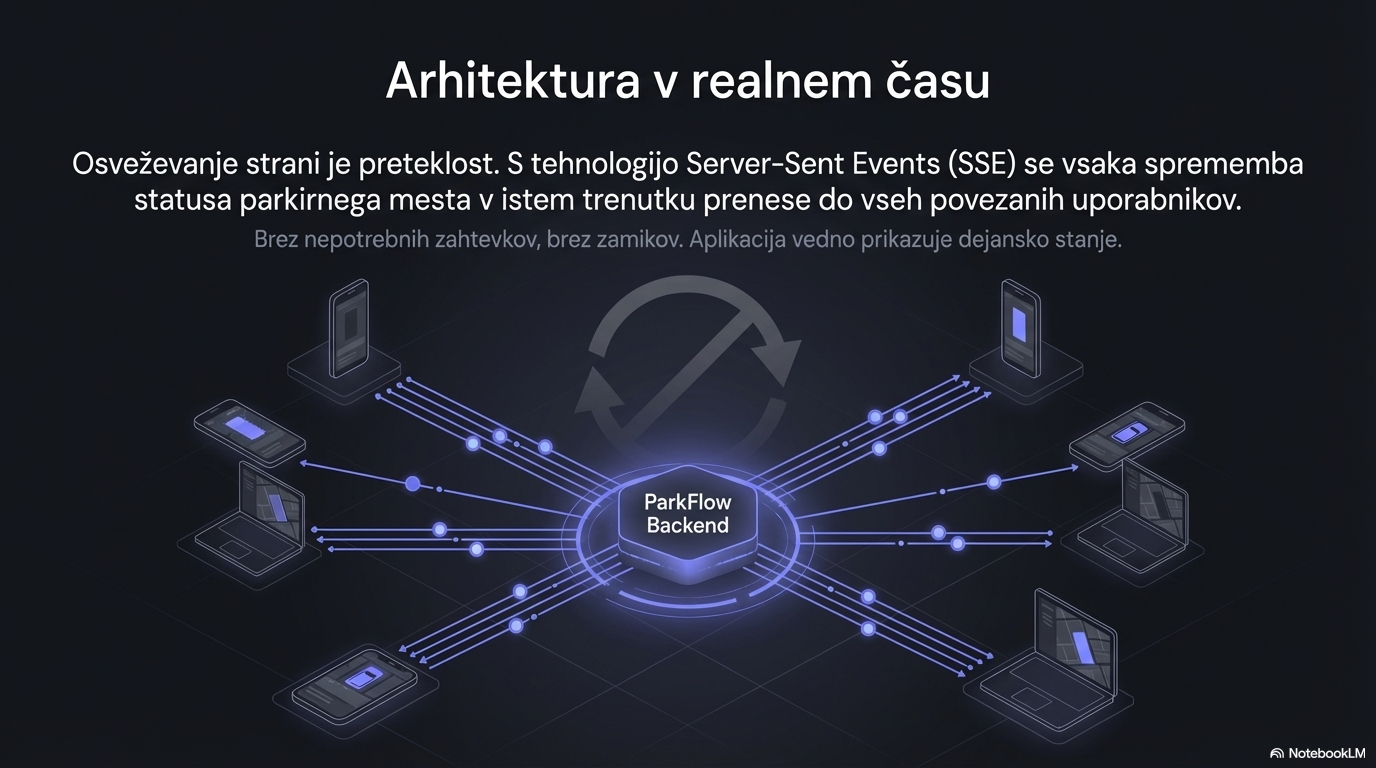 Arhitektura v realnem času
Osveževanje strani je preteklost. S tehnologijo Server-Sent Events (SSE) se vsaka sprememba
statusa parkirnega mesta v istem trenutku prenese do vseh povezanih uporabnikov.
Brez nepotrebnih zahtevkov, brez zamikov. Aplikacija vedno prikazuje dejansko stanje.
ParkFlow
Backend
NotebookLM